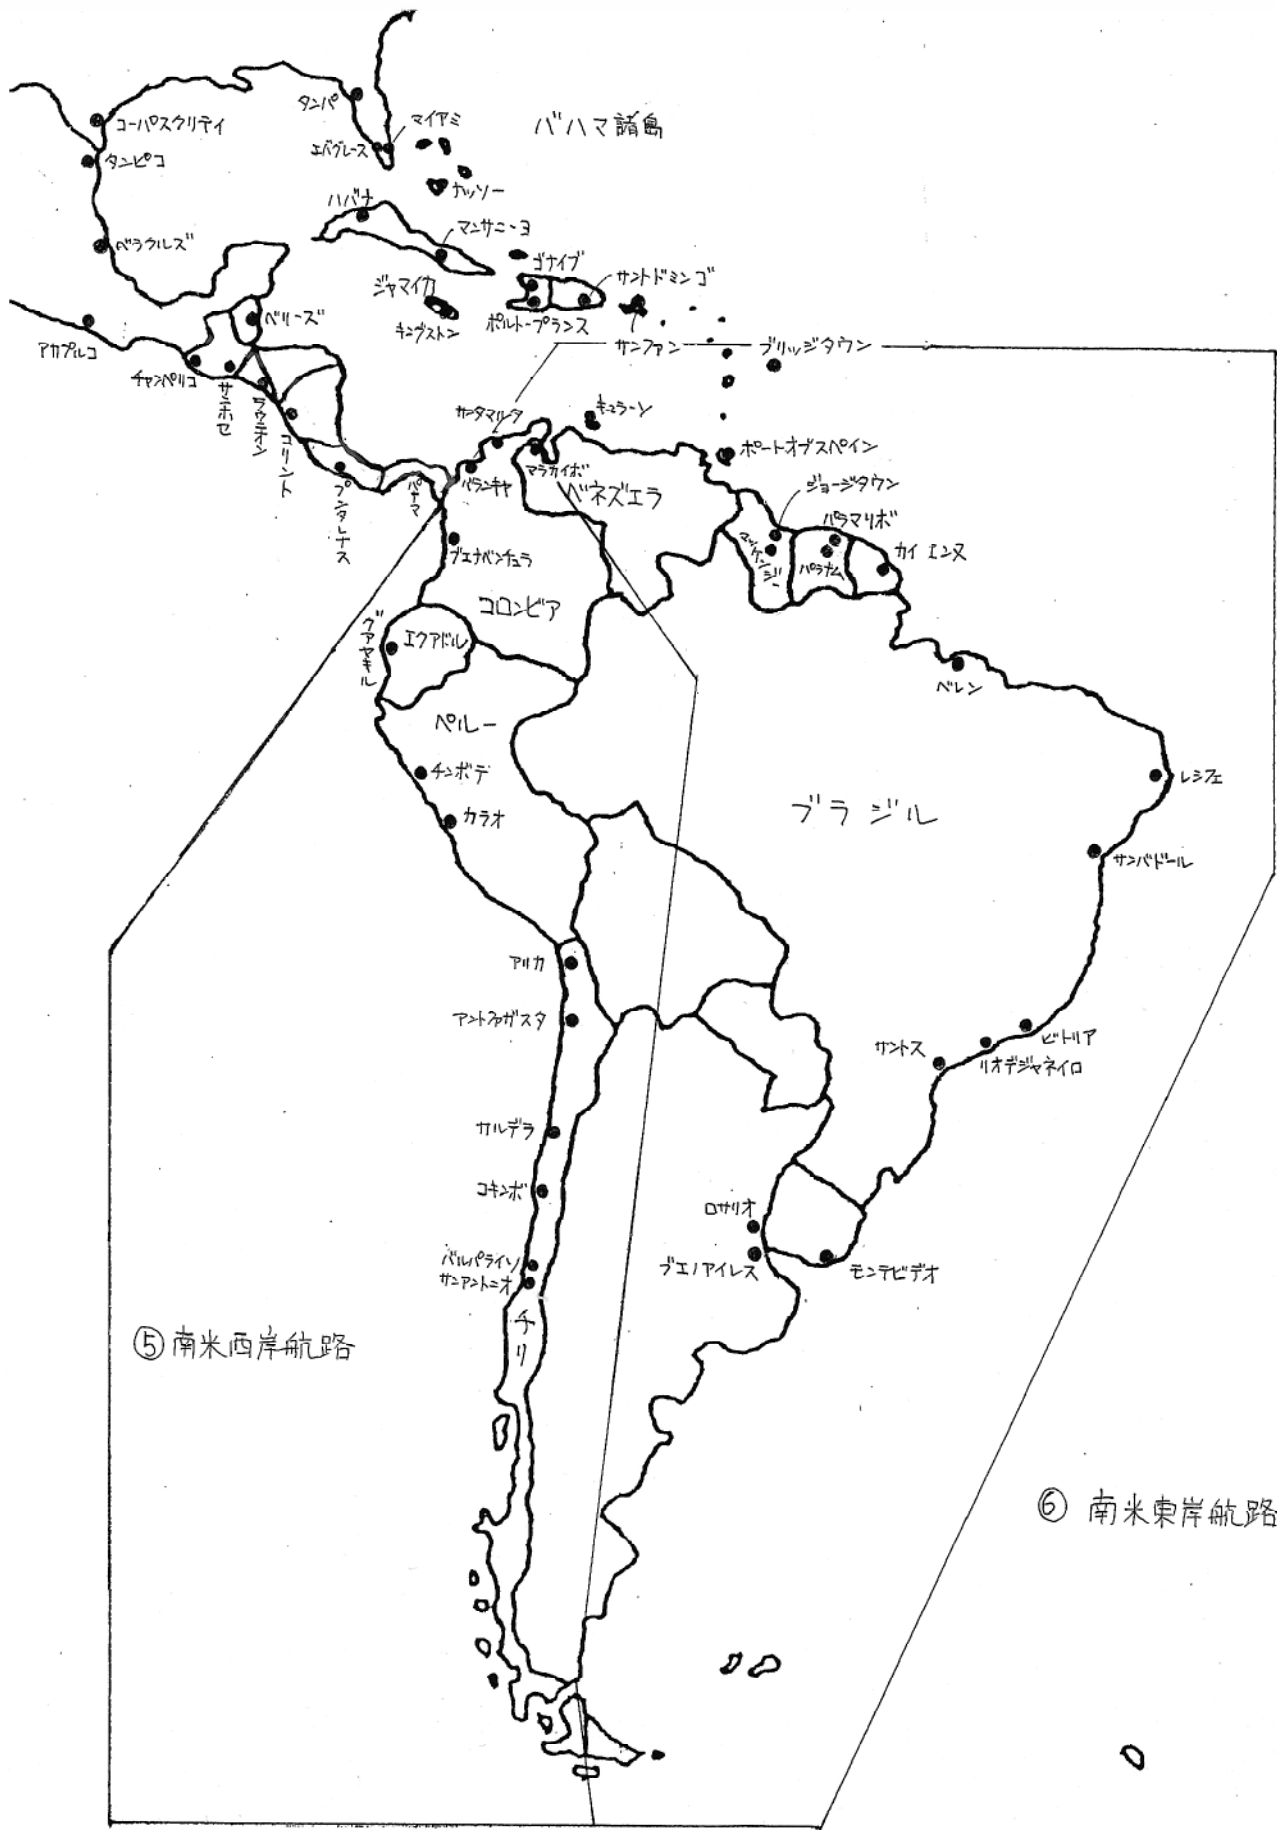 タンパ
コーパスクリテイ
マイアミ
バハマ諸島
エバグレース
タンピコ
ナッソー
ハバナ
マンサニーヨ
ベラクルズ
ゴナイブ
サントドミンゴ
ジャマイカ
キングストン
ポルトープランス
ベリーズ
サンファン
ブリッジタウン
アカプルコ
チャンペリコ
サンホセ
ラウニオン
コリント
プンタレナス
パナマ
サンタマルタ
キュラーソ
バランキヤ
マラカイボ
ポートオブスペイン
ベネズエラ
ジョージタウン
パラマリボ
マッケンジー
パラナム
カイエンヌ
ブエナベンチュラ
コロンビア
グアヤキル
エクアドル
ベレン
ペルー
チンボデ
レシフェ
カラオ
ブラジル
サンバドール
アリカ
アントファガスタ
ビトリア
サントス
リオデジャネイロ
サルデラ
コキンボ
ロサリオ
バルパライソ
ブエノアイレス
モンテビデオ
サンアントニオ
チリ
⑤南米西岸航路
⑥ 南米東岸航路